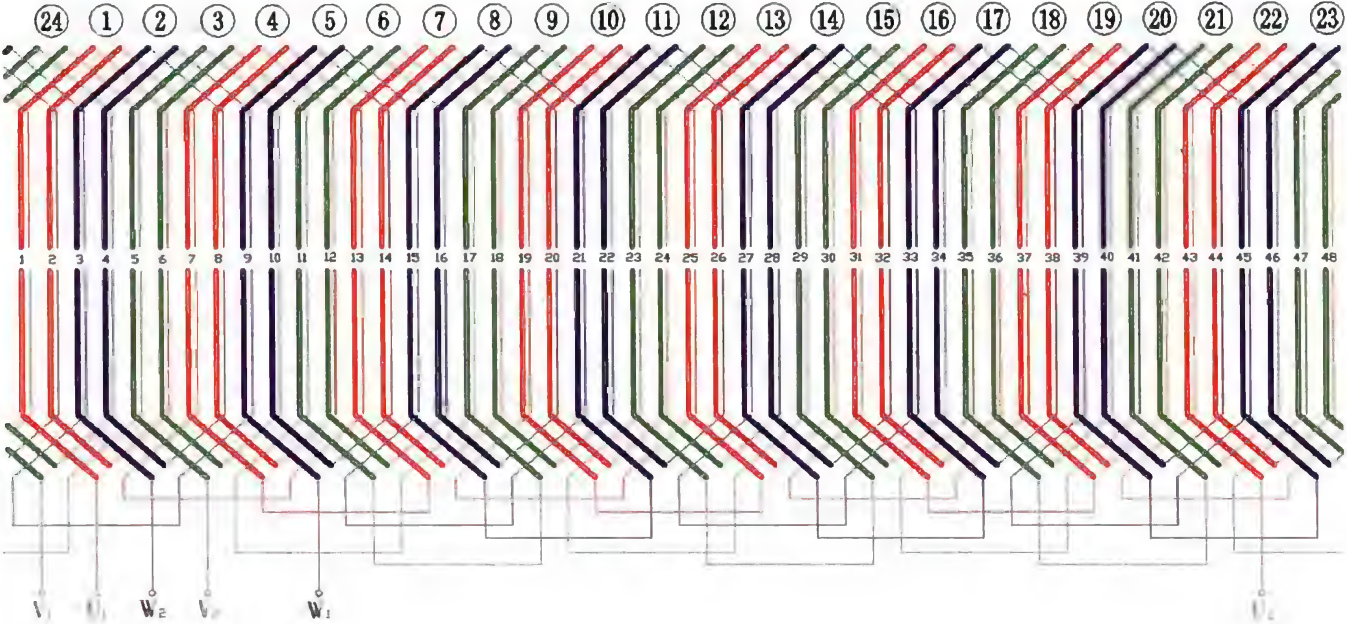 ㉔ ① ② ③ ④ ⑤ ⑥ ⑦ ⑧ ⑨ ⑩ ⑪ ⑫ ⑬ ⑭ ⑮ ⑯ ⑰ ⑱ ⑲ ⑳ ㉑ ㉒ ㉓
1 2 3 4 5 6 7 8 9 10 11 12 13 14 15 16 17 18 19 20 21 22 23 24 25 26 27 28 29 30 31 32 33 34 35 36 37 38 39 40 41 42 43 44 45 46 47 48
V₁ U₁ W₂ V₂ W₁ U₂